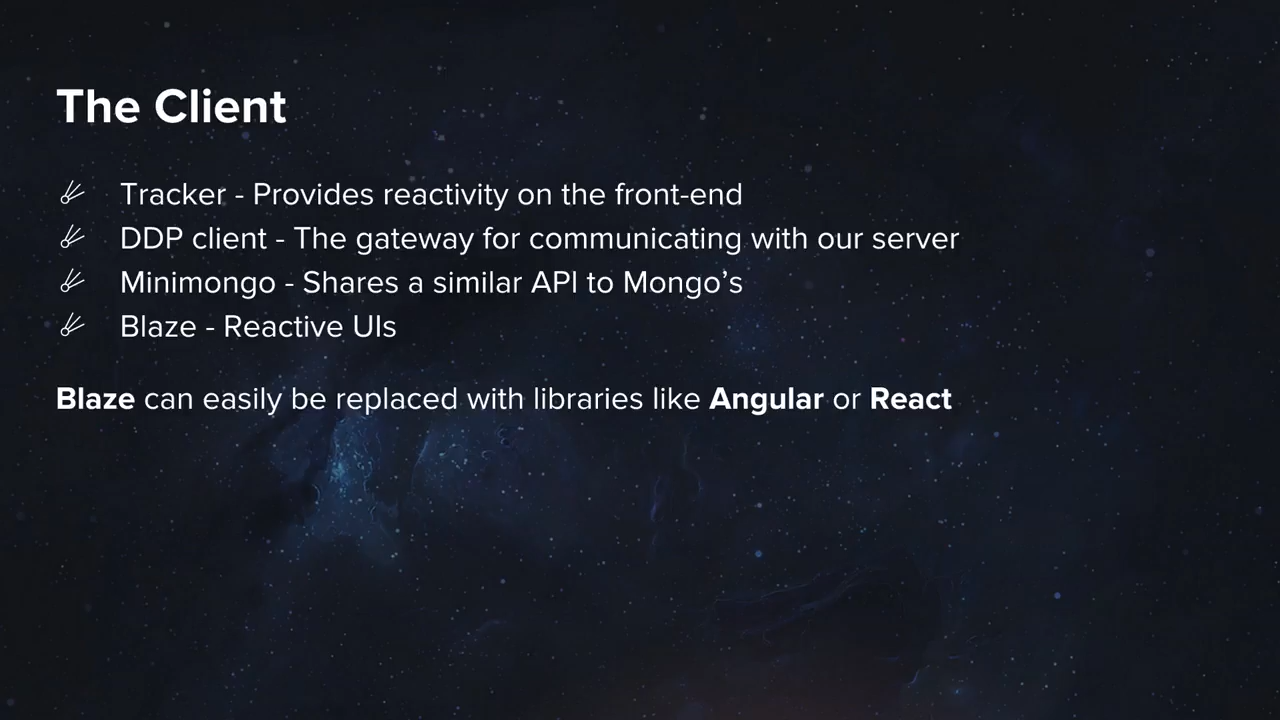 The Client
Tracker - Provides reactivity on the front-end
DDP client - The gateway for communicating with our server
Minimongo - Shares a similar API to Mongo’s
Blaze - Reactive UIs
Blaze can easily be replaced with libraries like Angular or React